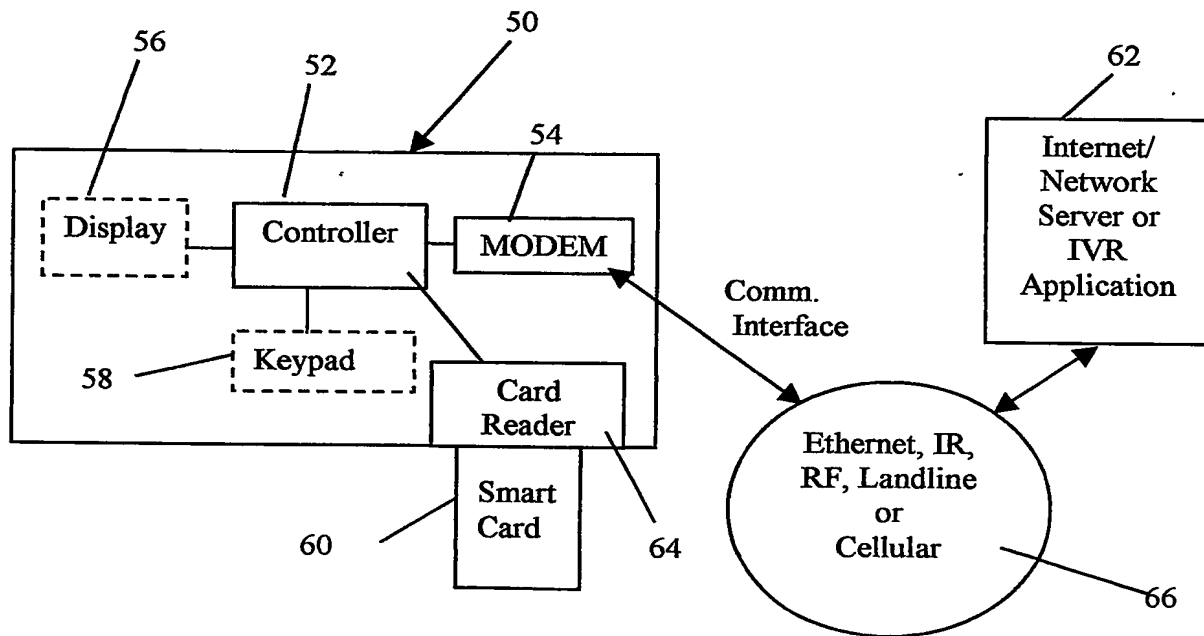 56
52
50
54
62
Display
Controller
MODEM
Internet/
Network
Server or
IVR
Application
Comm.
Interface
58
Keypad
Card
Reader
Ethernet, IR,
RF, Landline
or
Cellular
Smart
Card
60
64
66